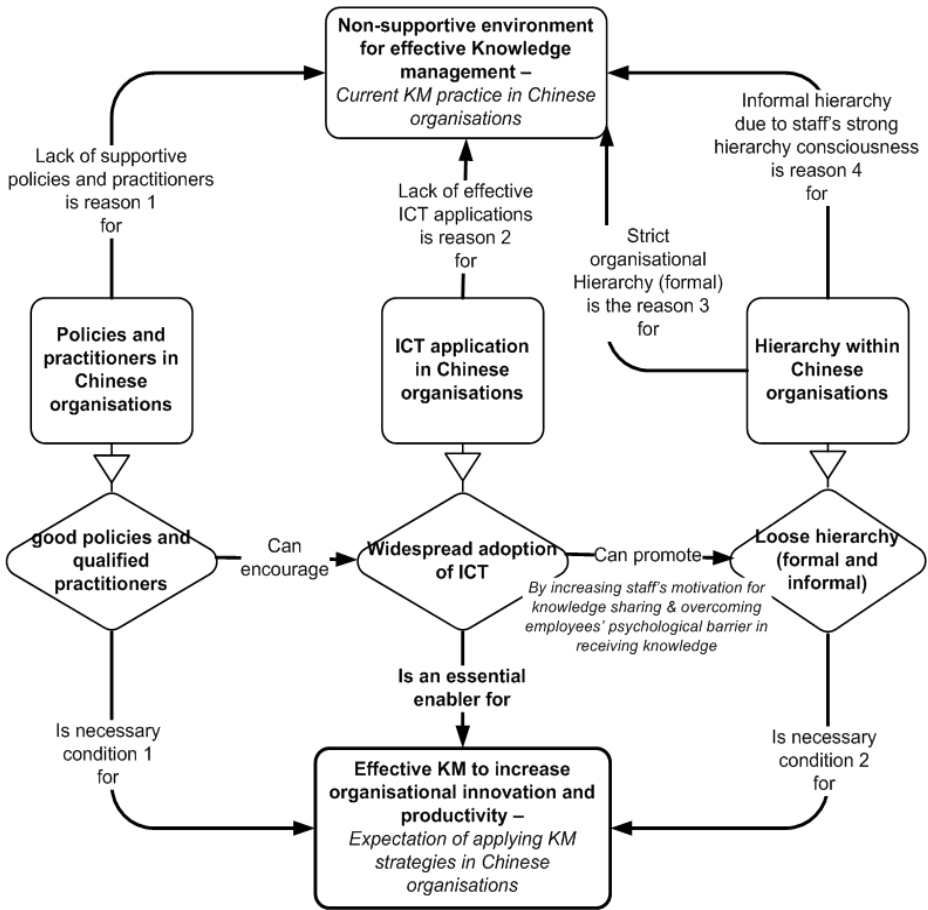 Non-supportive environment
for effective Knowledge
management –
Current KM practice in Chinese
organisations
Lack of supportive
policies and practitioners
is reason 1
for
Lack of effective
ICT applications
is reason 2
for
Strict
organisational
Hierarchy (formal)
is the reason 3
for
Informal hierarchy
due to staff's strong
hierarchy consciousness
is reason 4
for
Policies and
practitioners in
Chinese
organisations
ICT application
in Chinese
organisations
Hierarchy within
Chinese
organisations
good policies and
qualified
practitioners
Can
encourage
Widespread adoption
of ICT
Can promote
By increasing staff's motivation for
knowledge sharing & overcoming
employees' psychological barrier in
receiving knowledge
Loose hierarchy
(formal and
informal)
Is necessary
condition 1
for
Is an essential
enabler for
Is necessary
condition 2
for
Effective KM to increase
organisational innovation and
productivity –
Expectation of applying KM
strategies in Chinese
organisations